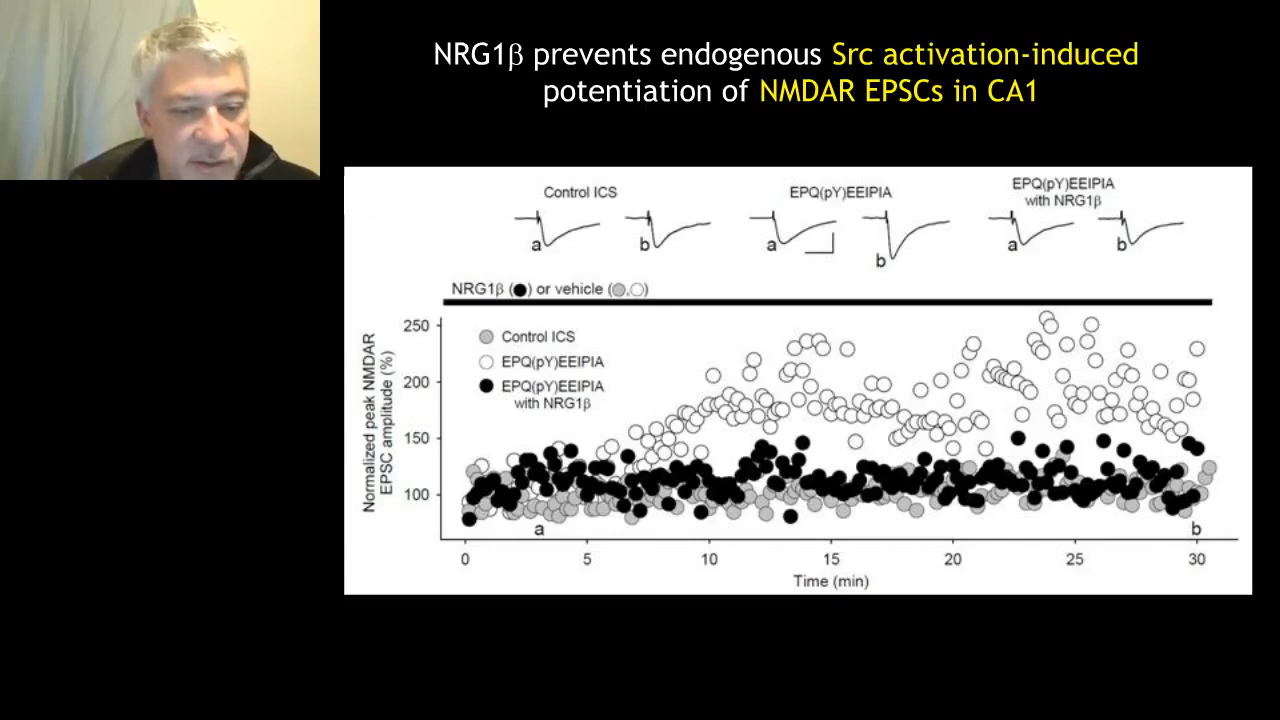 NRG1β prevents endogenous Src activation-induced
potentiation of NMDAR EPSCs in CA1
Control ICS
EPQ(pY)EEIPIA
EPQ(pY)EEIPIA
with NRG1β
a
b
a
b
a
b
NRG1β (●) or vehicle (●,○)
Normalized peak NMDAR
EPSC amplitude (%)
250
200
150
100
Control ICS
EPQ(pY)EEIPIA
EPQ(pY)EEIPIA
with NRG1β
a
b
0
5
10
15
20
25
30
Time (min)